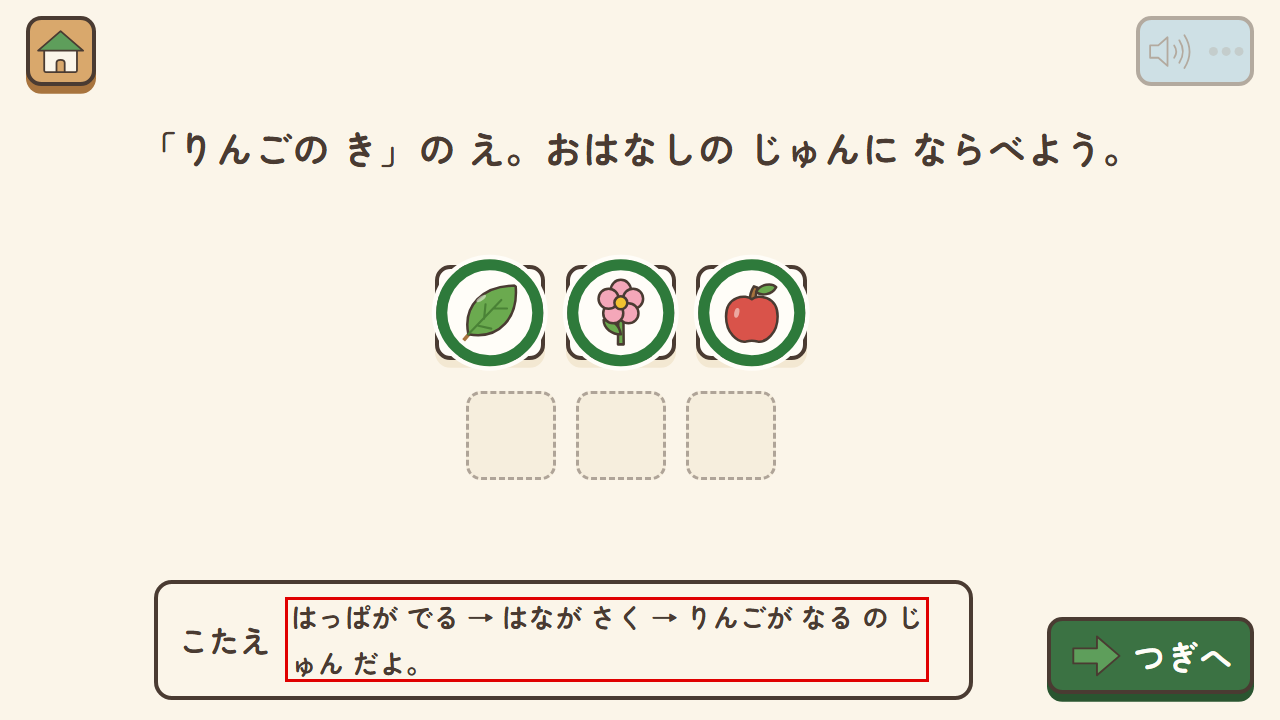 「りんごの き」の え。おはなしの じゅんに ならべよう。
こたえ
はっぱが でる → はなが さく → りんごが なる の じ
ゅん だよ。
つぎへ